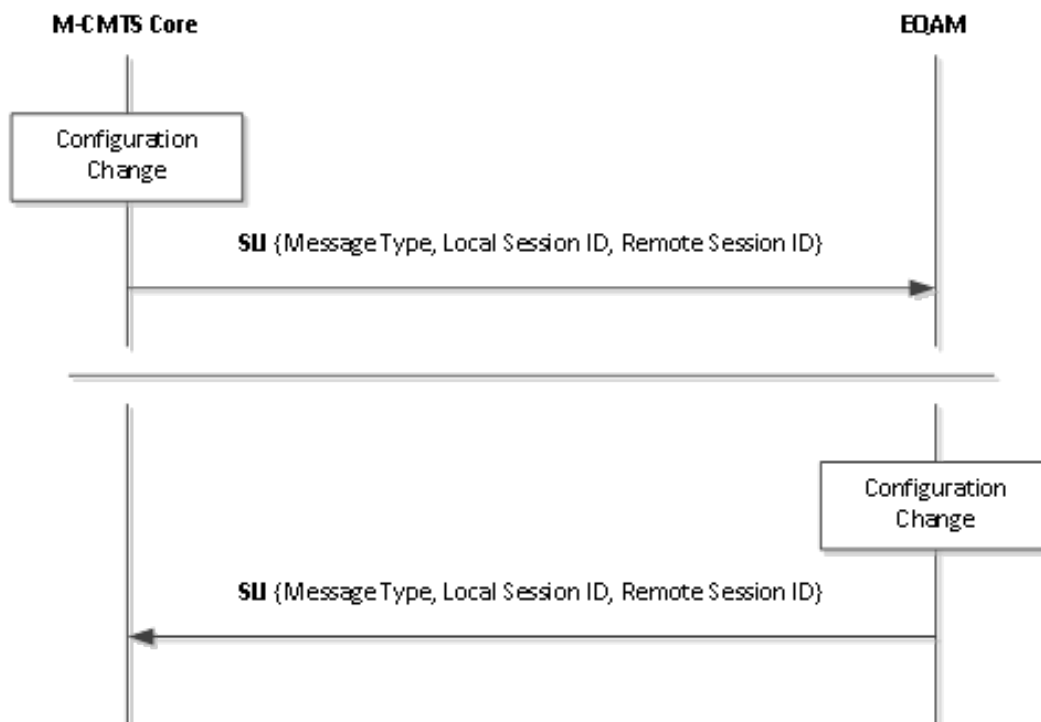 M-CMTS Core
EQAM
Configuration
Change
SLI {Message Type, Local Session ID, Remote Session ID}
Configuration
Change
SLI {Message Type, Local Session ID, Remote Session ID}